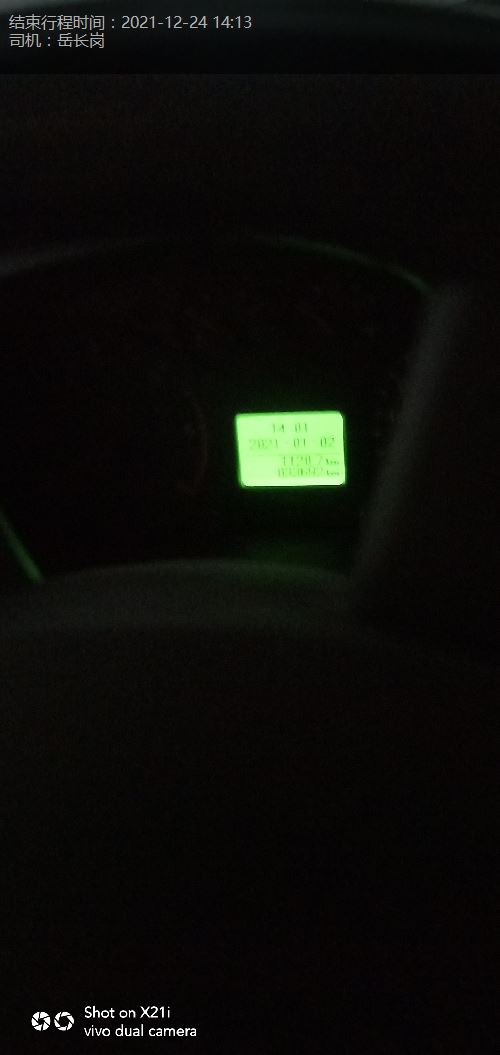 结束行程时间：2021-12-24 14:13
司机：岳长岗
14 01
2021-01-02
Shot on X21i
vivo dual camera